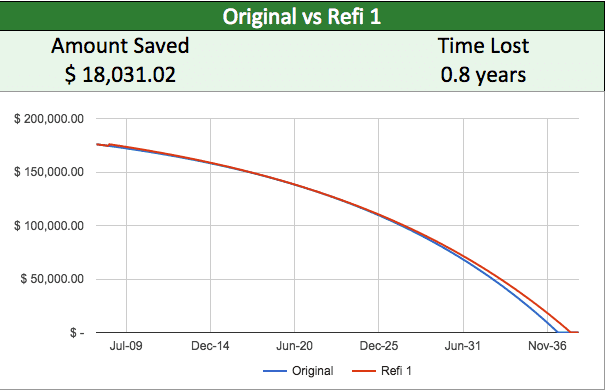 Original vs Refi 1
Amount Saved
Time Lost
$ 18,031.02
0.8 years
$ 200,000.00
$ 150,000.00
$ 100,000.00
$ 50,000.00
$ -
Jul-09 Dec-14 Jun-20 Dec-25 Jun-31 Nov-36
Original Refi 1